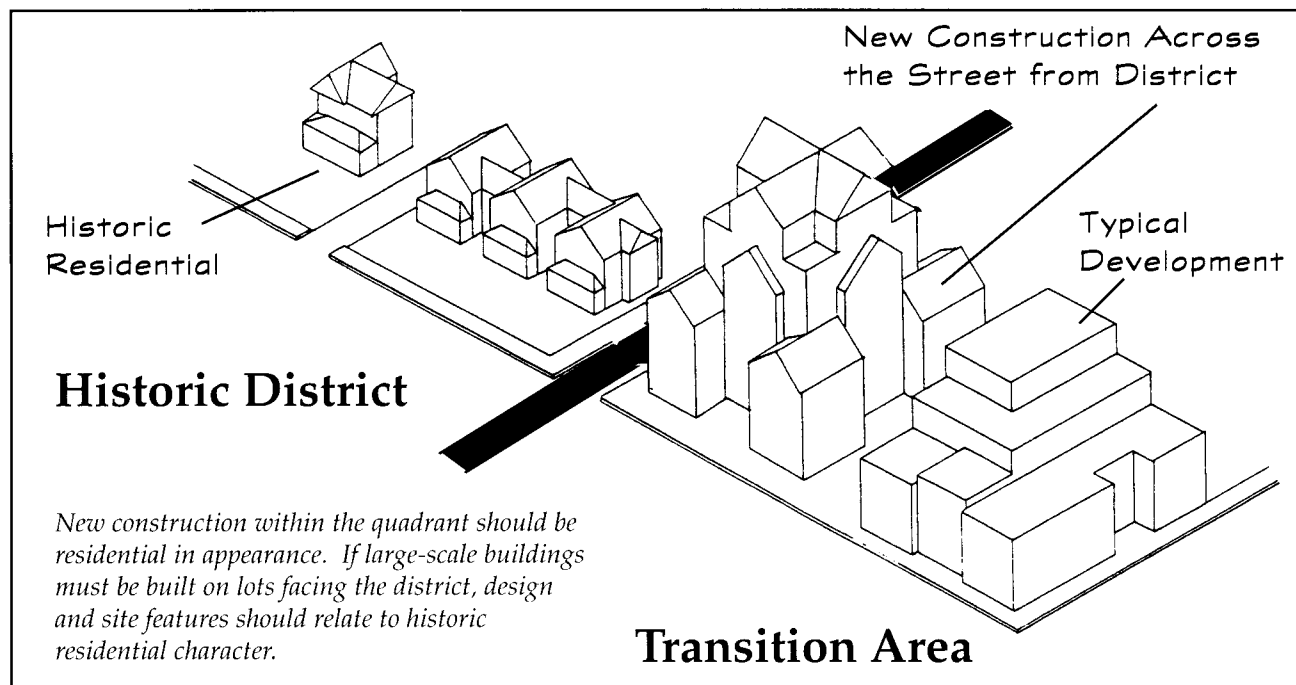 New Construction Across
the Street from District
Historic
Residential
Typical
Development
Historic District
New construction within the quadrant should be
residential in appearance.  If large-scale buildings
must be built on lots facing the district, design
and site features should relate to historic
residential character.
Transition Area